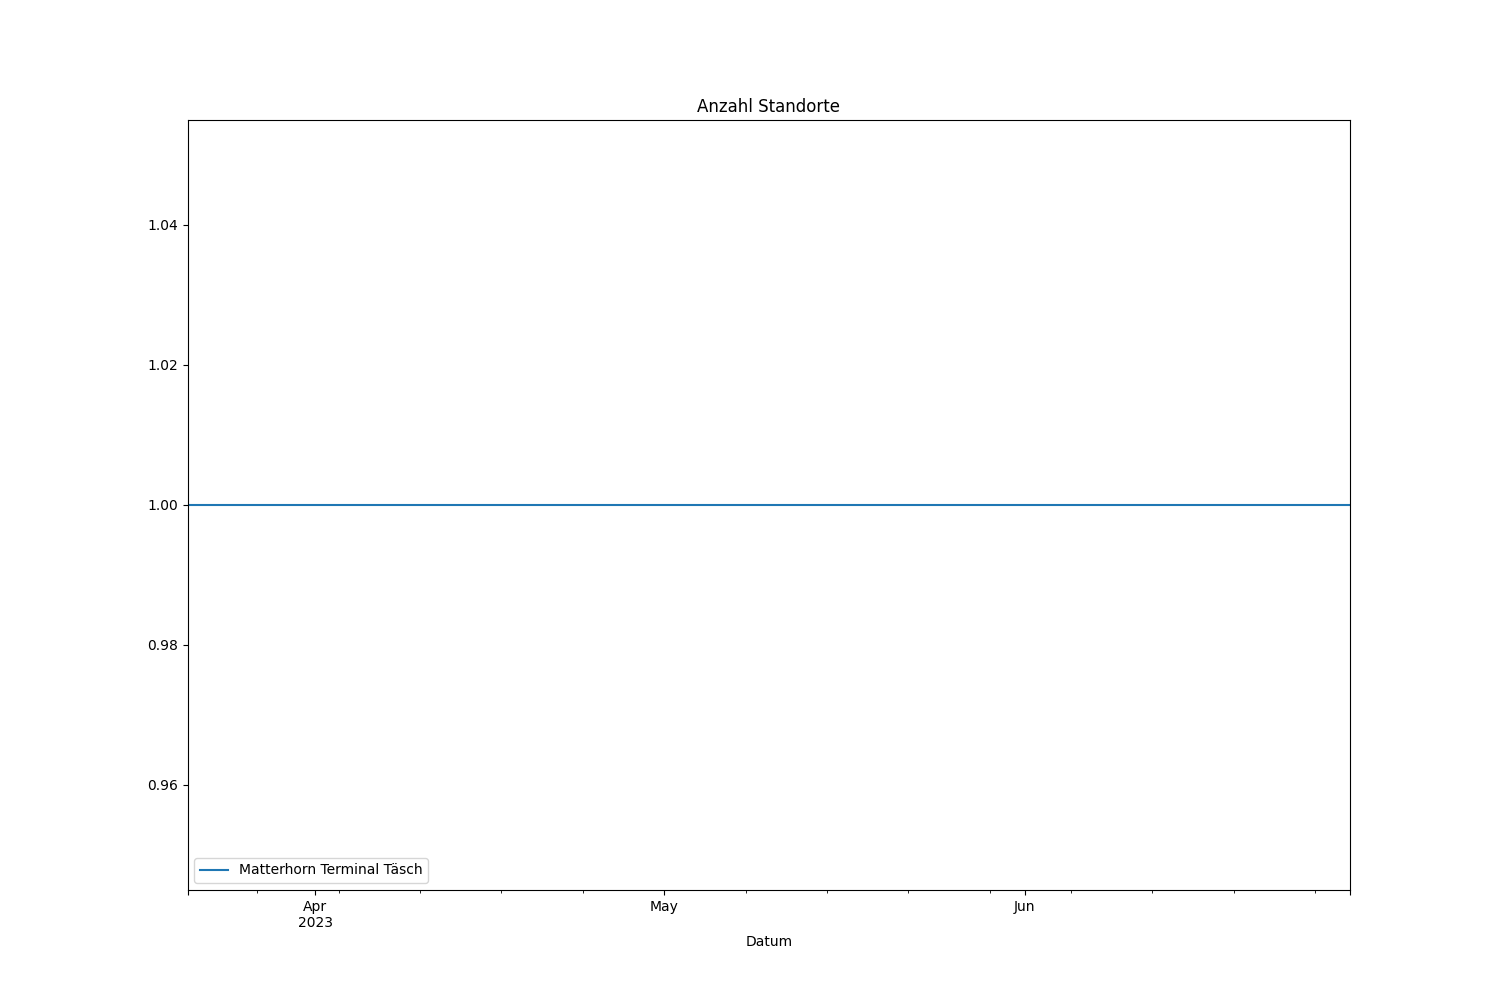 Anzahl Standorte
1.04
1.02
1.00
0.98
0.96
Matterhorn Terminal Täsch
Apr
2023
May
Jun
Datum